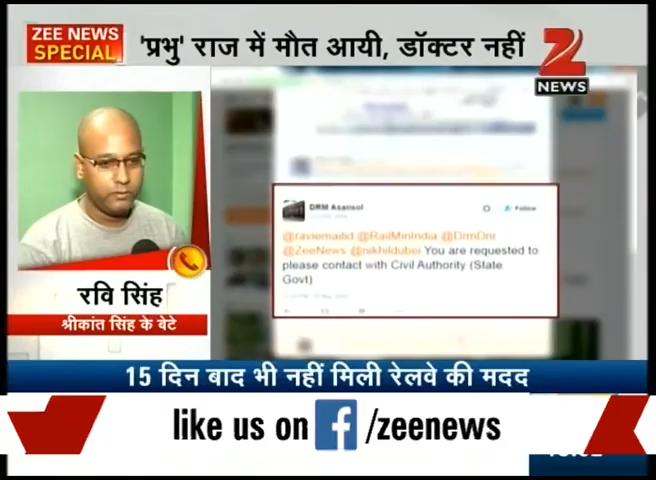 ZEE NEWS
SPECIAL
'प्रभु' राज में मौत आयी, डॉक्टर नहीं
NEWS
DRM Asansol
Follow
@raviemailid @RailMinIndia @DrmDnr
@ZeeNews @nikhildubei You are requested to
please contact with Civil Authority (State
Govt)
रवि सिंह
श्रीकांत सिंह के बेटे
15 दिन बाद भी नहीं मिली रेलवे की मदद
like us on f /zeenews